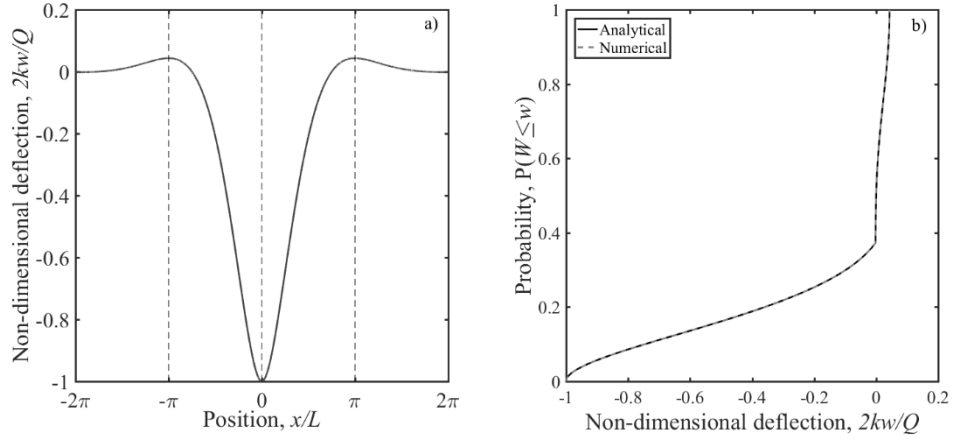 a)
Non-dimensional deflection, 2kw/Q
0.2
0
-0.2
-0.4
-0.6
-0.8
-1
-2π
-π
0
π
2π
Position, x/L
b)
Analytical
Numerical
Probability, P(W≤w)
1
0.8
0.6
0.4
0.2
0
-1
-0.8
-0.6
-0.4
-0.2
0
0.2
Non-dimensional deflection, 2kw/Q